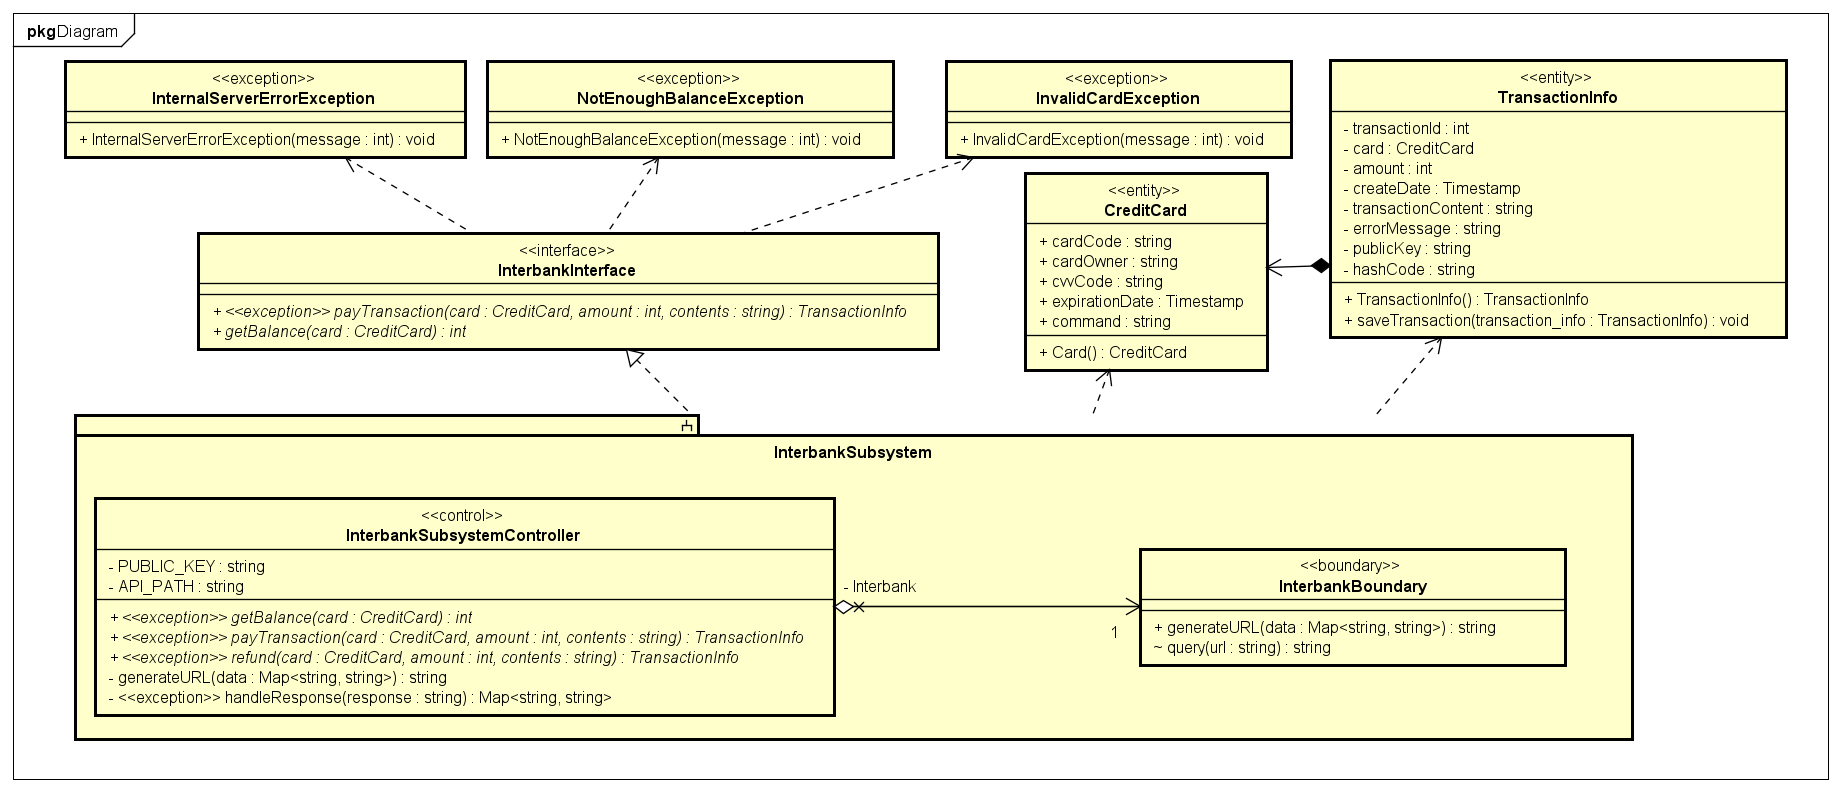 pkgDiagram
<<exception>>
InternalServerErrorException
+ InternalServerErrorException(message : int) : void
<<exception>>
NotEnoughBalanceException
+ NotEnoughBalanceException(message : int) : void
<<exception>>
InvalidCardException
+ InvalidCardException(message : int) : void
<<entity>>
TransactionInfo
- transactionId : int
- card : CreditCard
- amount : int
- createDate : Timestamp
- transactionContent : string
- errorMessage : string
- publicKey : string
- hashCode : string
+ TransactionInfo() : TransactionInfo
+ saveTransaction(transaction_info : TransactionInfo) : void
<<entity>>
CreditCard
+ cardCode : string
+ cardOwner : string
+ cvvCode : string
+ expirationDate : Timestamp
+ command : string
+ Card() : CreditCard
<<interface>>
InterbankInterface
+ <<exception>> payTransaction(card : CreditCard, amount : int, contents : string) : TransactionInfo
+ getBalance(card : CreditCard) : int
InterbankSubsystem
<<control>>
InterbankSubsystemController
- PUBLIC_KEY : string
- API_PATH : string
+ <<exception>> getBalance(card : CreditCard) : int
+ <<exception>> payTransaction(card : CreditCard, amount : int, contents : string) : TransactionInfo
+ <<exception>> refund(card : CreditCard, amount : int, contents : string) : TransactionInfo
- generateURL(data : Map<string, string>) : string
- <<exception>> handleResponse(response : string) : Map<string, string>
- Interbank
1
<<boundary>>
InterbankBoundary
+ generateURL(data : Map<string, string>) : string
~ query(url : string) : string